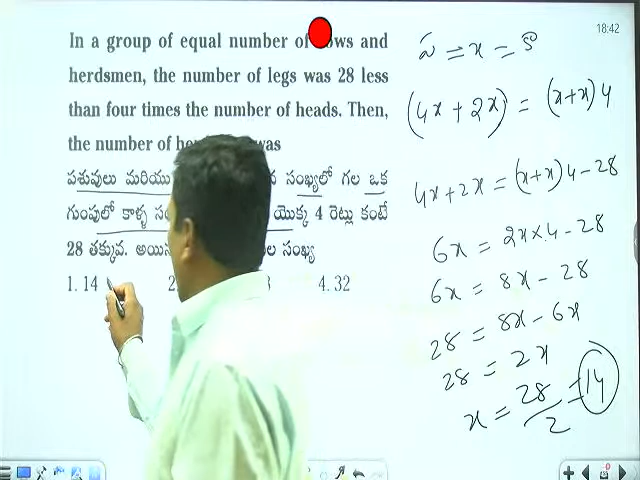 In a group of equal number of cows and
herdsmen, the number of legs was 28 less
than four times the number of heads. Then,
the number of was
పశువులు మరియు సంఖ్యలో గల ఒక
గుంపులో కాళ్ళ యొక్క 4 రెట్లు కంటే
28 తక్కువ. సంఖ్య
1. 14 4. 32
18:42
= x =
(4x + 2x) = (x+x) 4
4x + 2x = (x+x) 4 - 28
6x = 2x × 4 - 28
6x = 8x - 28
28 = 8x - 6x
28 = 2x
x = 28/2 = 14